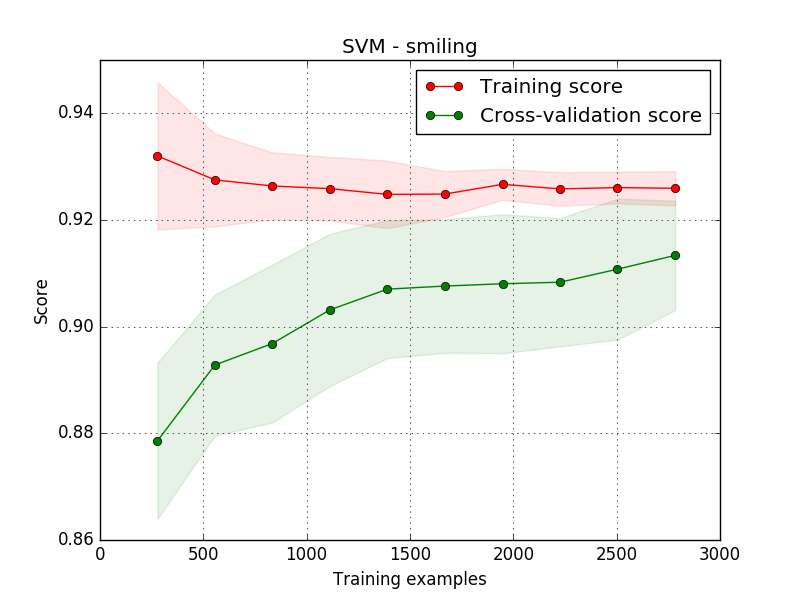 SVM - smiling
Training score
Cross-validation score
0.94
0.92
0.90
0.88
0.86
Score
0
500
1000
1500
2000
2500
3000
Training examples